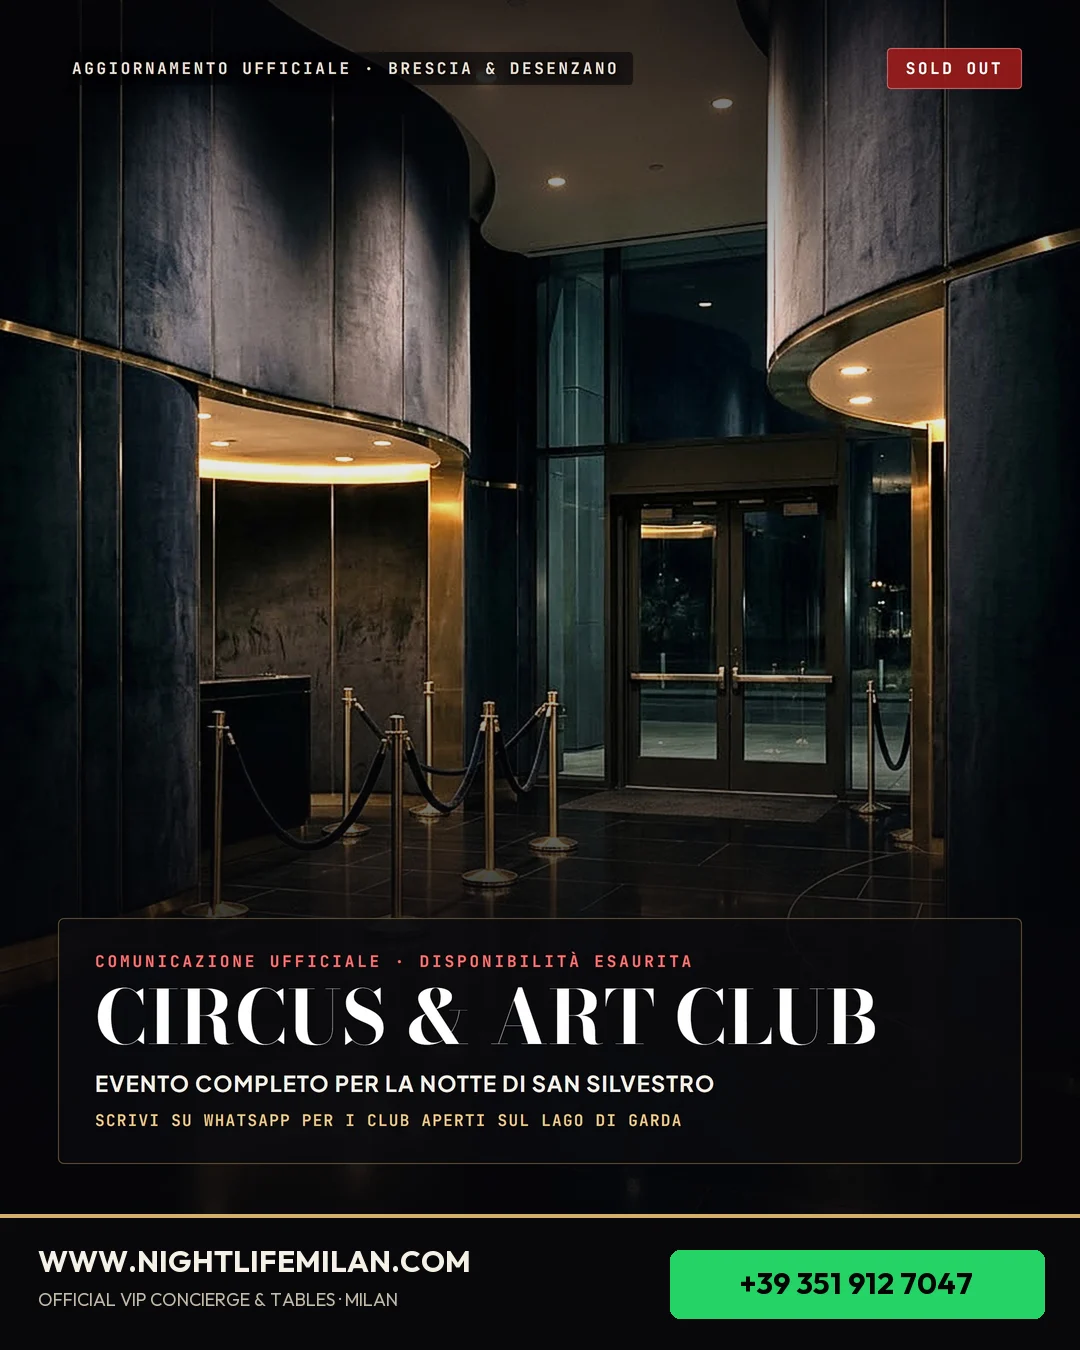 AGGIORNAMENTO UFFICIALE · BRESCIA & DESENZANO
SOLD OUT
COMUNICAZIONE UFFICIALE · DISPONIBILITÀ ESAURITA
CIRCUS & ART CLUB
EVENTO COMPLETO PER LA NOTTE DI SAN SILVESTRO
SCRIVI SU WHATSAPP PER I CLUB APERTI SUL LAGO DI GARDA
WWW.NIGHTLIFEMILAN.COM
OFFICIAL VIP CONCIERGE & TABLES · MILAN
+39 351 912 7047